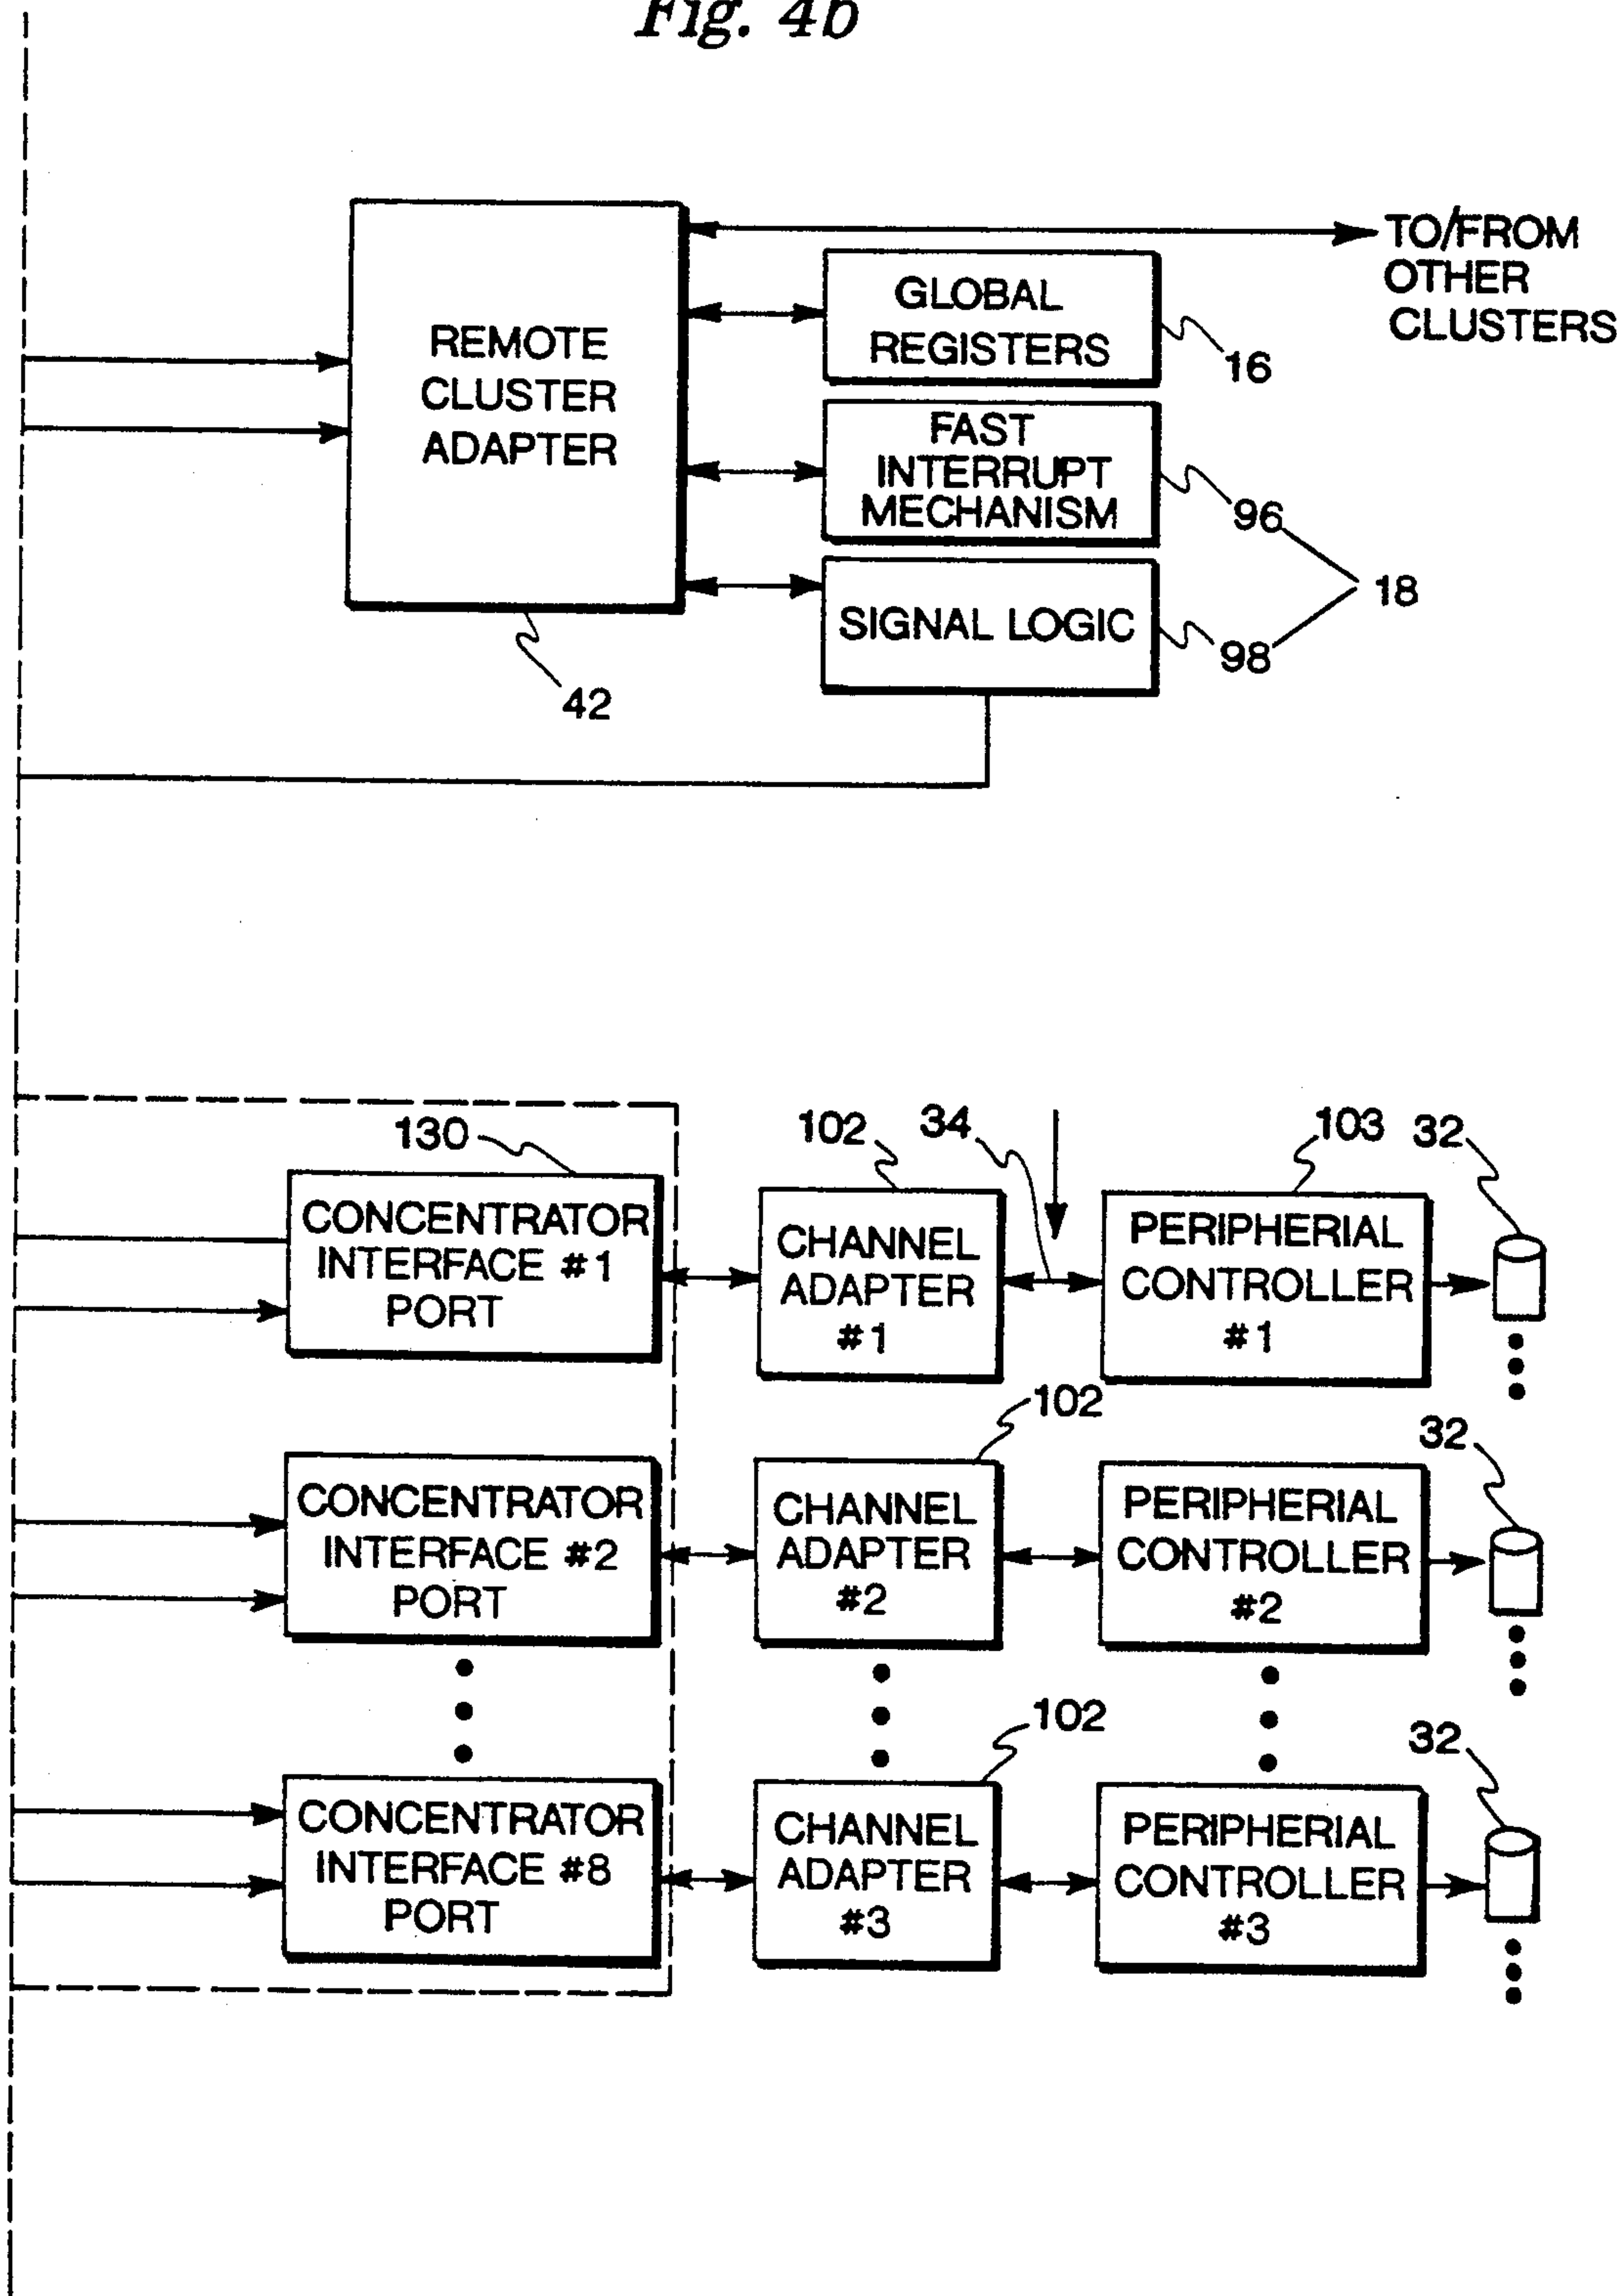 Fig. 4b
TO/FROM
OTHER
CLUSTERS
REMOTE
CLUSTER
ADAPTER
42
GLOBAL
REGISTERS
16
FAST
INTERRUPT
MECHANISM
96
18
SIGNAL LOGIC
98
130
102
34
103
32
CONCENTRATOR
INTERFACE #1
PORT
CHANNEL
ADAPTER
#1
PERIPHERIAL
CONTROLLER
#1
102
32
CONCENTRATOR
INTERFACE #2
PORT
CHANNEL
ADAPTER
#2
PERIPHERIAL
CONTROLLER
#2
102
32
CONCENTRATOR
INTERFACE #8
PORT
CHANNEL
ADAPTER
#3
PERIPHERIAL
CONTROLLER
#3